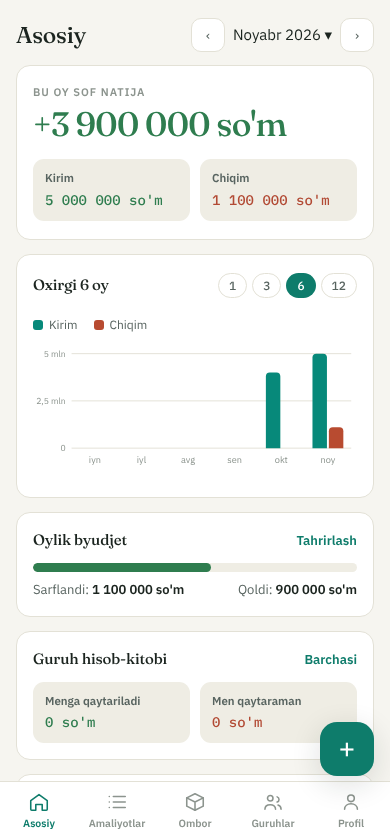 Asosiy
‹ Noyabr 2026 ▾ ›
BU OY SOF NATIJA
+3 900 000 so'm
Kirim Chiqim
5 000 000 so'm 1 100 000 so'm
Oxirgi 6 oy 1 3 6 12
Kirim Chiqim
5 mln
2,5 mln
0
iyn iyl avg sen okt noy
Oylik byudjet Tahrirlash
Sarflandi: 1 100 000 so'm Qoldi: 900 000 so'm
Guruh hisob-kitobi Barchasi
Menga qaytariladi Men qaytaraman
0 so'm 0 so'm
+
Asosiy Amaliyotlar Ombor Guruhlar Profil